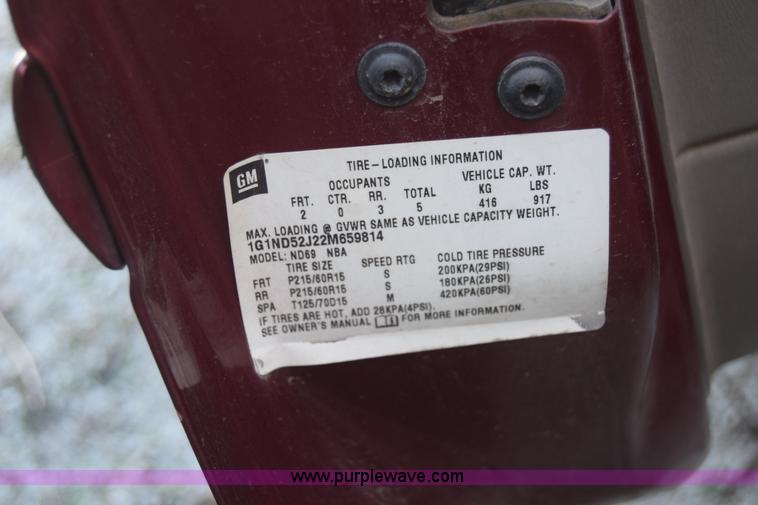 GM
TIRE-LOADING INFORMATION
OCCUPANTS VEHICLE CAP. WT.
FRT. CTR. RR. TOTAL KG LBS
2 0 3 5 416 917
MAX. LOADING @ GVWR SAME AS VEHICLE CAPACITY WEIGHT.
1G1ND52J22M659814
MODEL: ND69 NBA
TIRE SIZE SPEED RTG COLD TIRE PRESSURE
FRT P215/60R15 S 200KPA(29PSI)
RR P215/60R15 S 180KPA(26PSI)
SPA T125/70D15 M 420KPA(60PSI)
IF TIRES ARE HOT, ADD 28KPA(4PSI).
SEE OWNER'S MANUAL FOR MORE INFORMATION.
www.purplewave.com